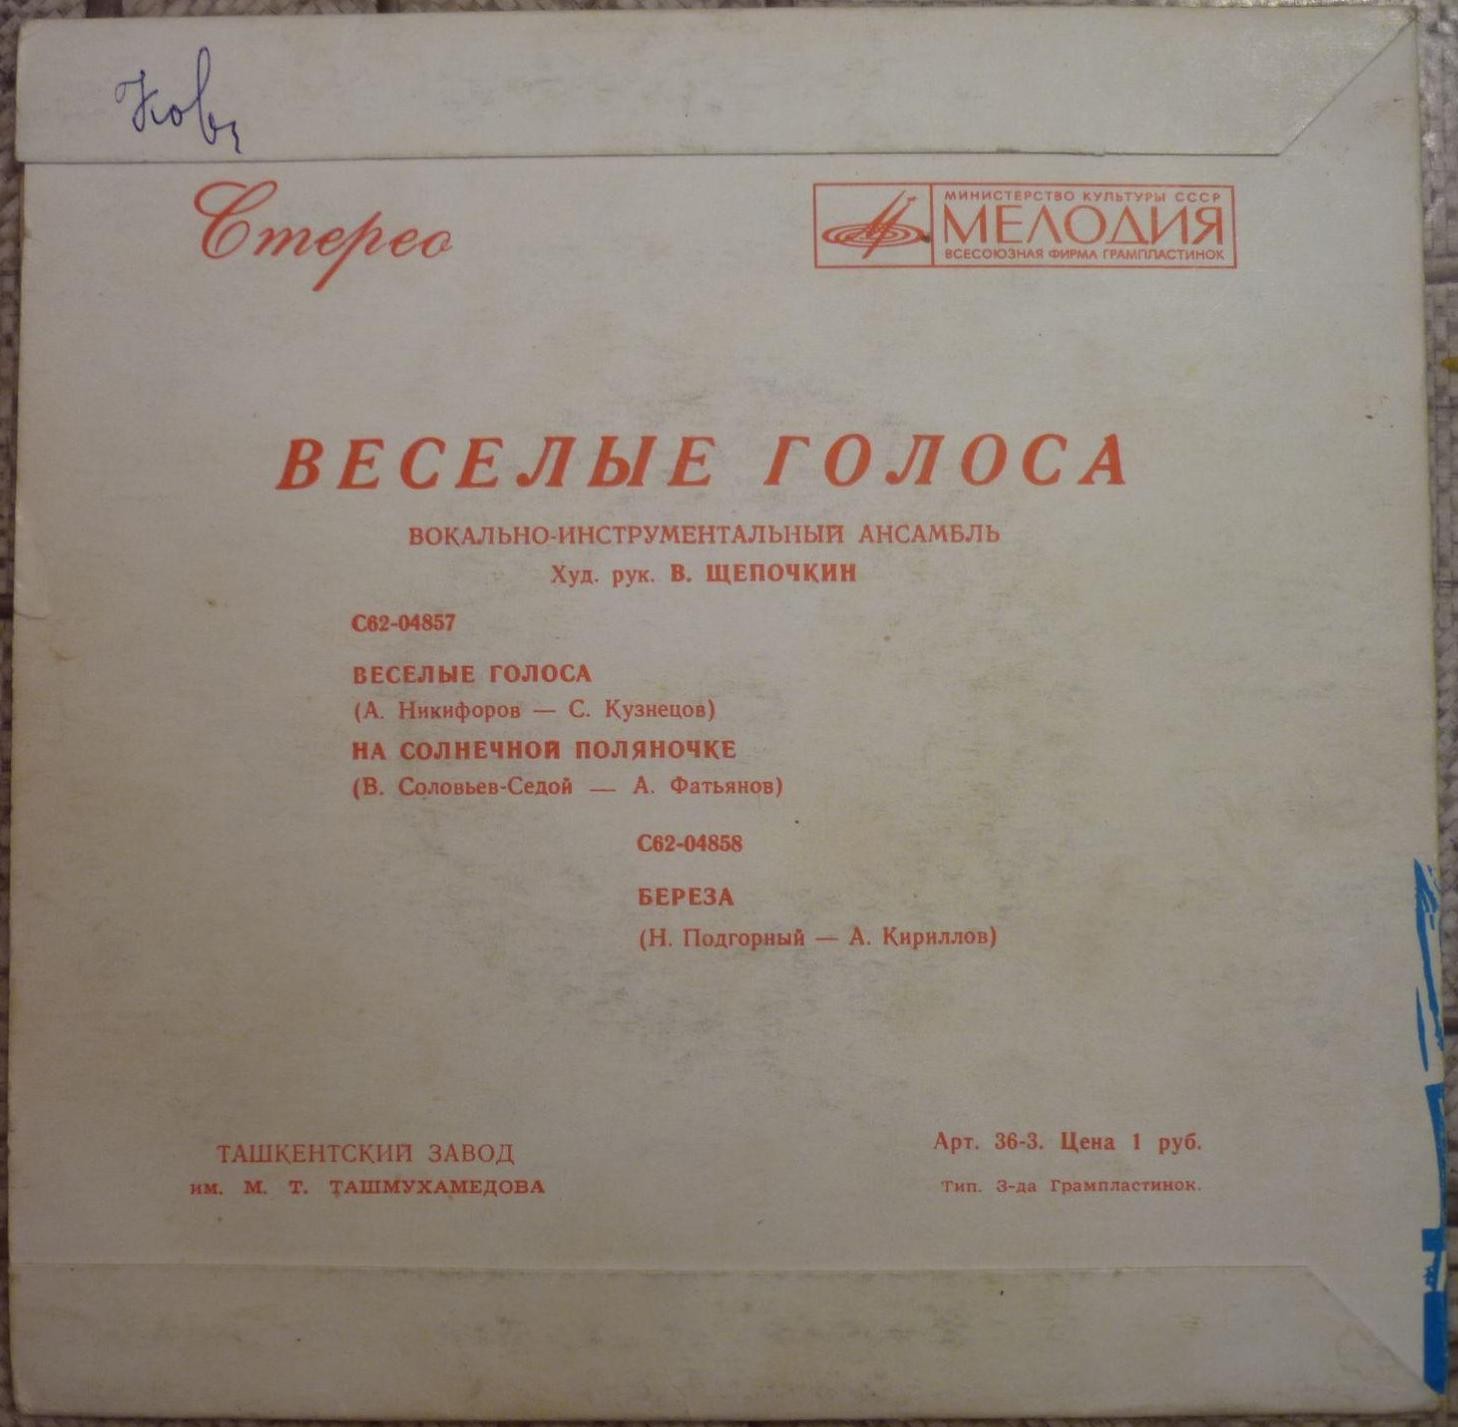 Стерео
МИНИСТЕРСТВО КУЛЬТУРЫ СССР
МЕЛОДИЯ
ВСЕСОЮЗНАЯ ФИРМА ГРАМПЛАСТИНОК
ВЕСЕЛЫЕ ГОЛОСА
ВОКАЛЬНО-ИНСТРУМЕНТАЛЬНЫЙ АНСАМБЛЬ
Худ. рук. В. ЩЕПОЧКИН
С62-04857
ВЕСЕЛЫЕ ГОЛОСА
(А. Никифоров — С. Кузнецов)
НА СОЛНЕЧНОЙ ПОЛЯНОЧКЕ
(В. Соловьев-Седой — А. Фатьянов)
С62-04858
БЕРЕЗА
(Н. Подгорный — А. Кириллов)
ТАШКЕНТСКИЙ ЗАВОД
им. М. Т. ТАШМУХАМЕДОВА
Арт. 36-3. Цена 1 руб.
Тип. З-да Грампластинок.